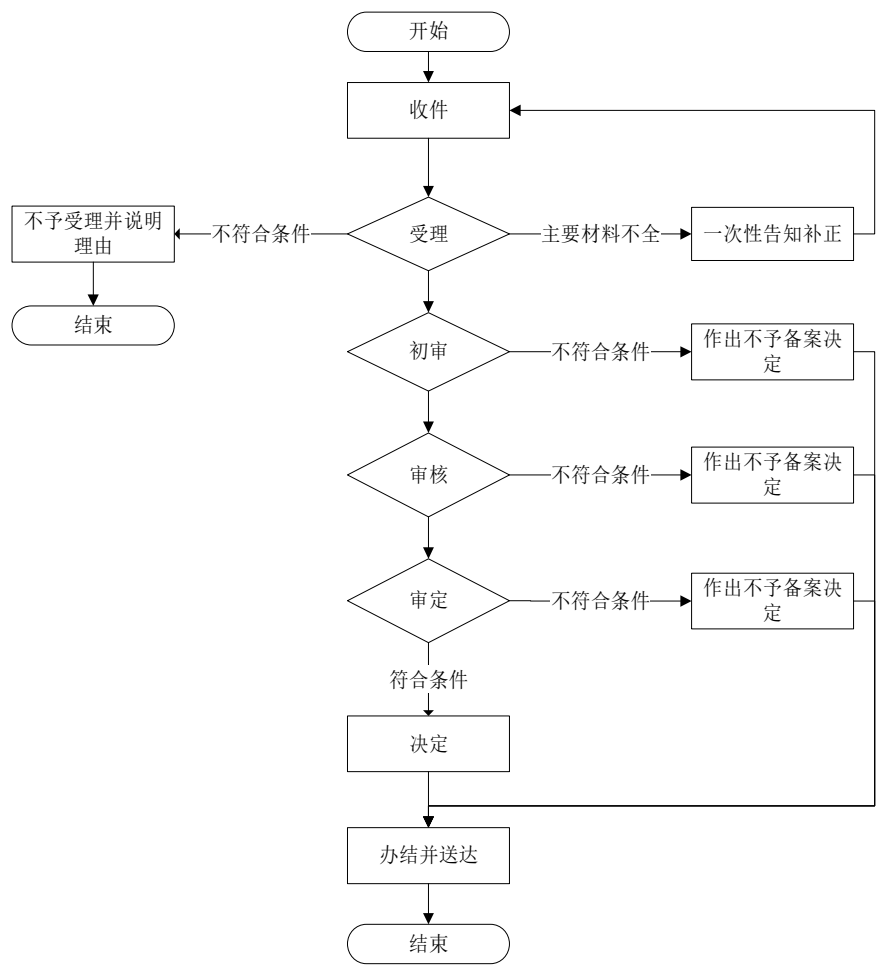 开始
收件
不予受理并说明
理由
不符合条件
受理
主要材料不全
一次性告知补正
结束
初审
不符合条件
作出不予备案决
定
审核
不符合条件
作出不予备案决
定
审定
不符合条件
作出不予备案决
定
符合条件
决定
办结并送达
结束